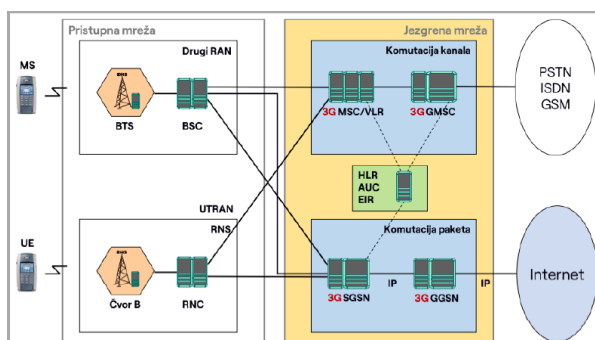 Pristupna mreža
Jezgrena mreža
MS
Drugi RAN
BTS
BSC
Komutacija kanala
3G MSC/VLR
3G GMSC
PSTN
ISDN
GSM
HLR
AUC
EIR
UE
UTRAN
RNS
Čvor B
RNC
Komutacija paketa
3G SGSN
IP
3G GGSN
IP
Internet